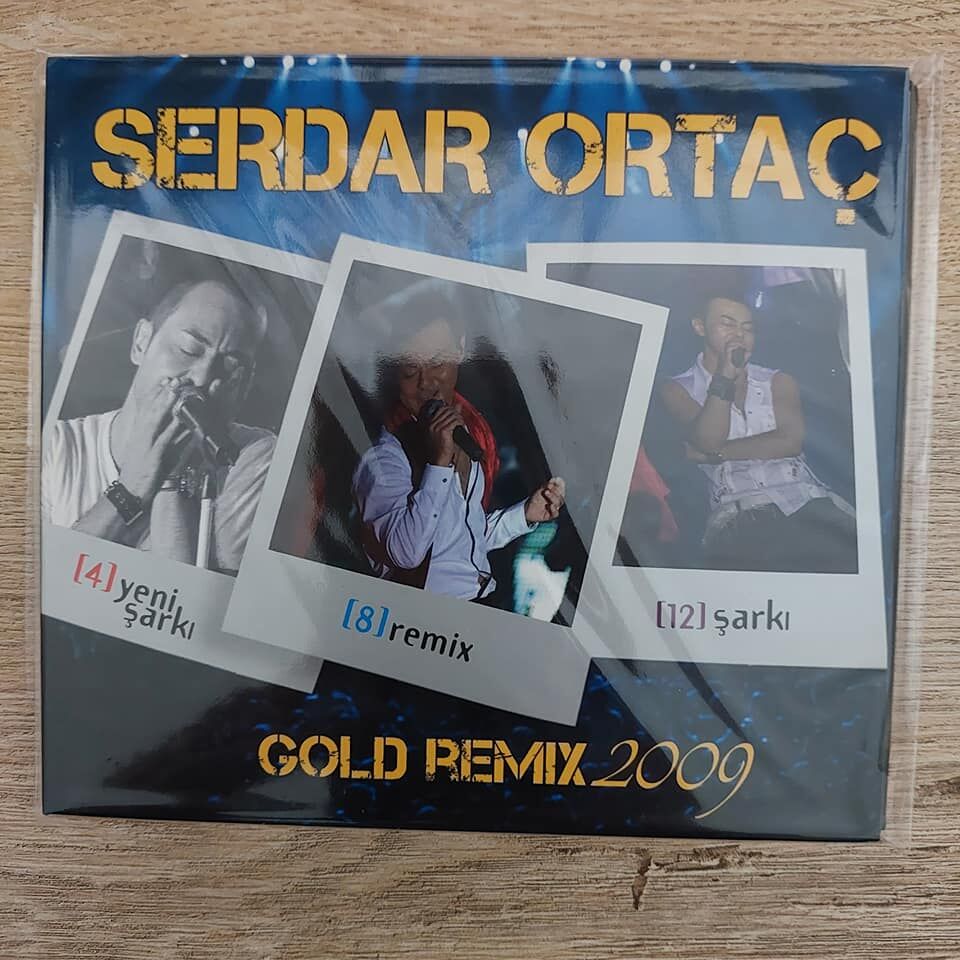 SERDAR ORTAÇ
[4] yeni
şarkı
[8] remix
[12] şarkı
GOLD REMIX 2009